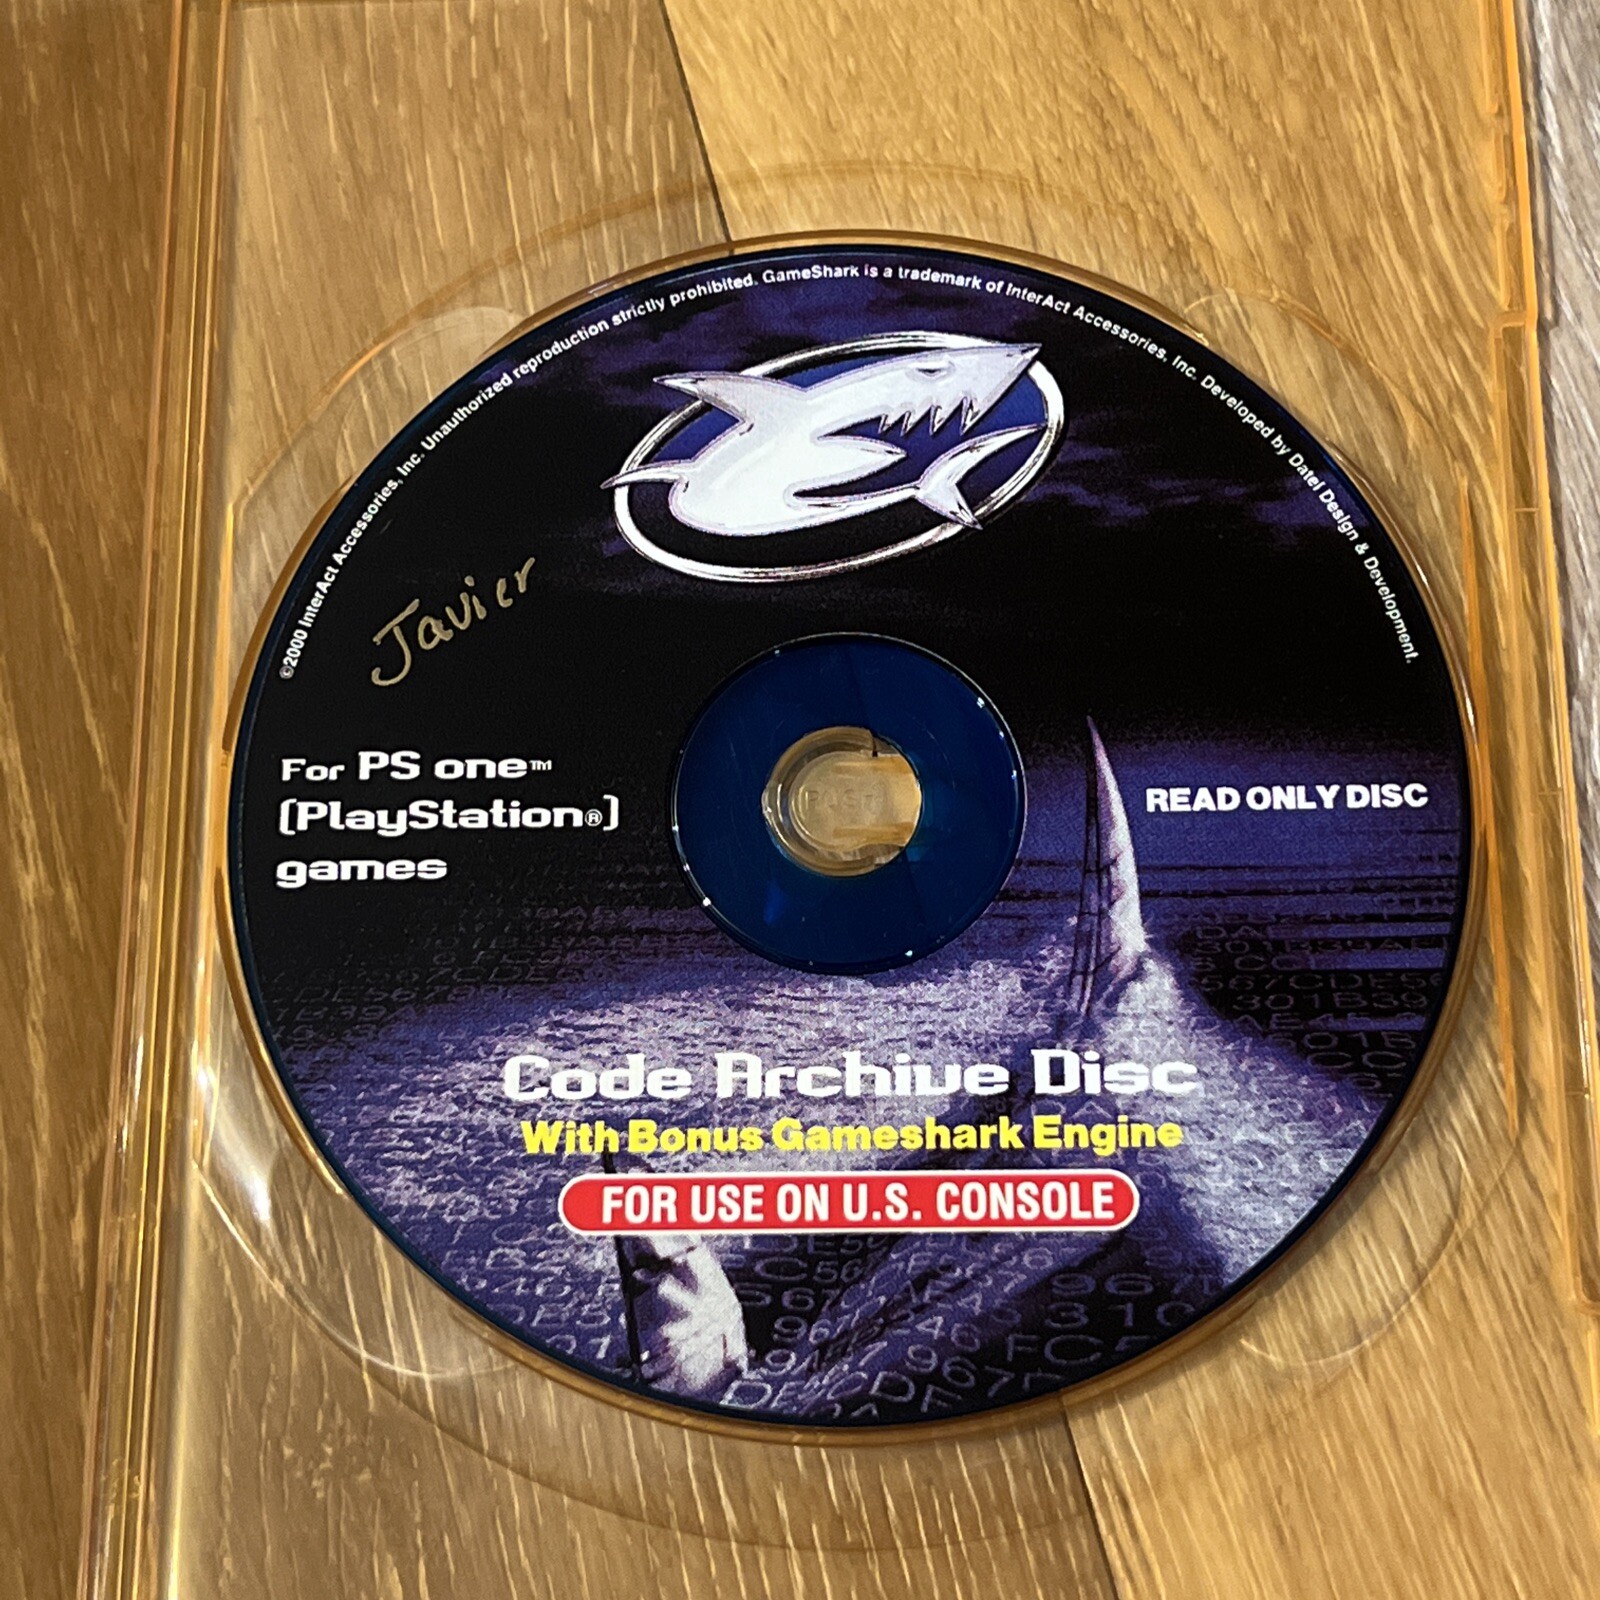 ©2000 InterAct Accessories, Inc. Unauthorized reproduction strictly prohibited. GameShark is a trademark of InterAct Accessories, Inc. Developed by Datel Design & Development.
Javier
For PS one™
(PlayStation®)
games
READ ONLY DISC
Code Archive Disc
With Bonus Gameshark Engine
FOR USE ON U.S. CONSOLE